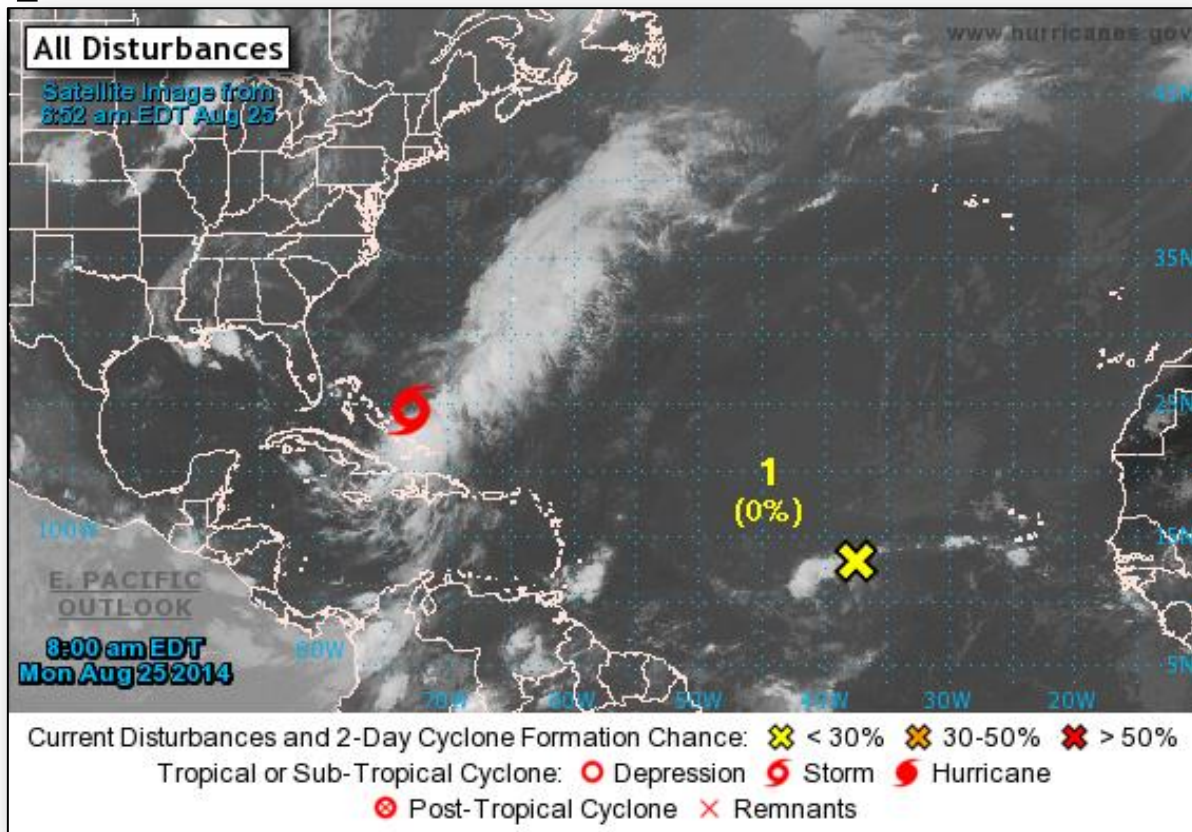 All Disturbances
www.hurricanes.gov
Satellite Image from
6:52 am EDT Aug 25
45N
35N
25N
1
(0%)
100W
15N
E. PACIFIC
OUTLOOK
8:00 am EDT
Mon Aug 25 2014
80W
5N
70W 60W 50W 40W 30W 20W
Current Disturbances and 2-Day Cyclone Formation Chance: < 30% 30-50% > 50%
Tropical or Sub-Tropical Cyclone: Depression Storm Hurricane
Post-Tropical Cyclone Remnants